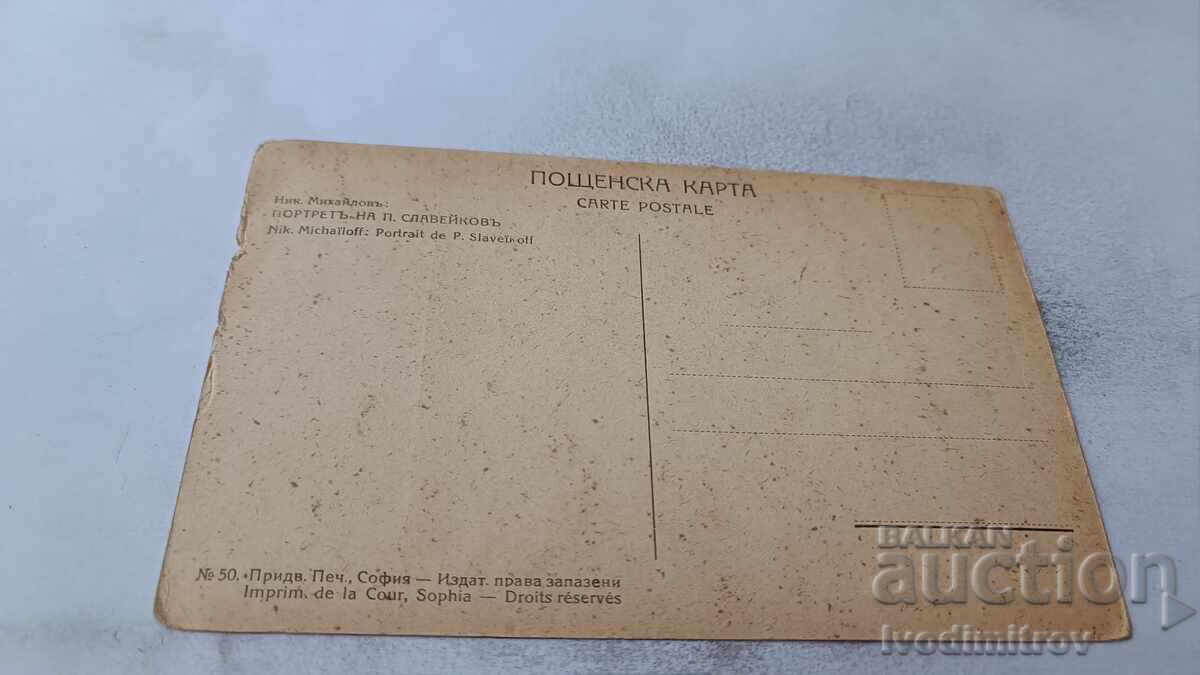 ПОЩЕНСКА КАРТА
CARTE POSTALE
Ник. Михайловъ:
ПОРТРЕТЪ НА П. СЛАВЕЙКОВЪ
Nik. Michaïloff: Portrait de P. Slaveïkoff
№ 50. Придв. Печ., София — Издат. права запазени
Imprim. de la Cour, Sophia — Droits réservés
BALKAN
auction
Ivodimitrov